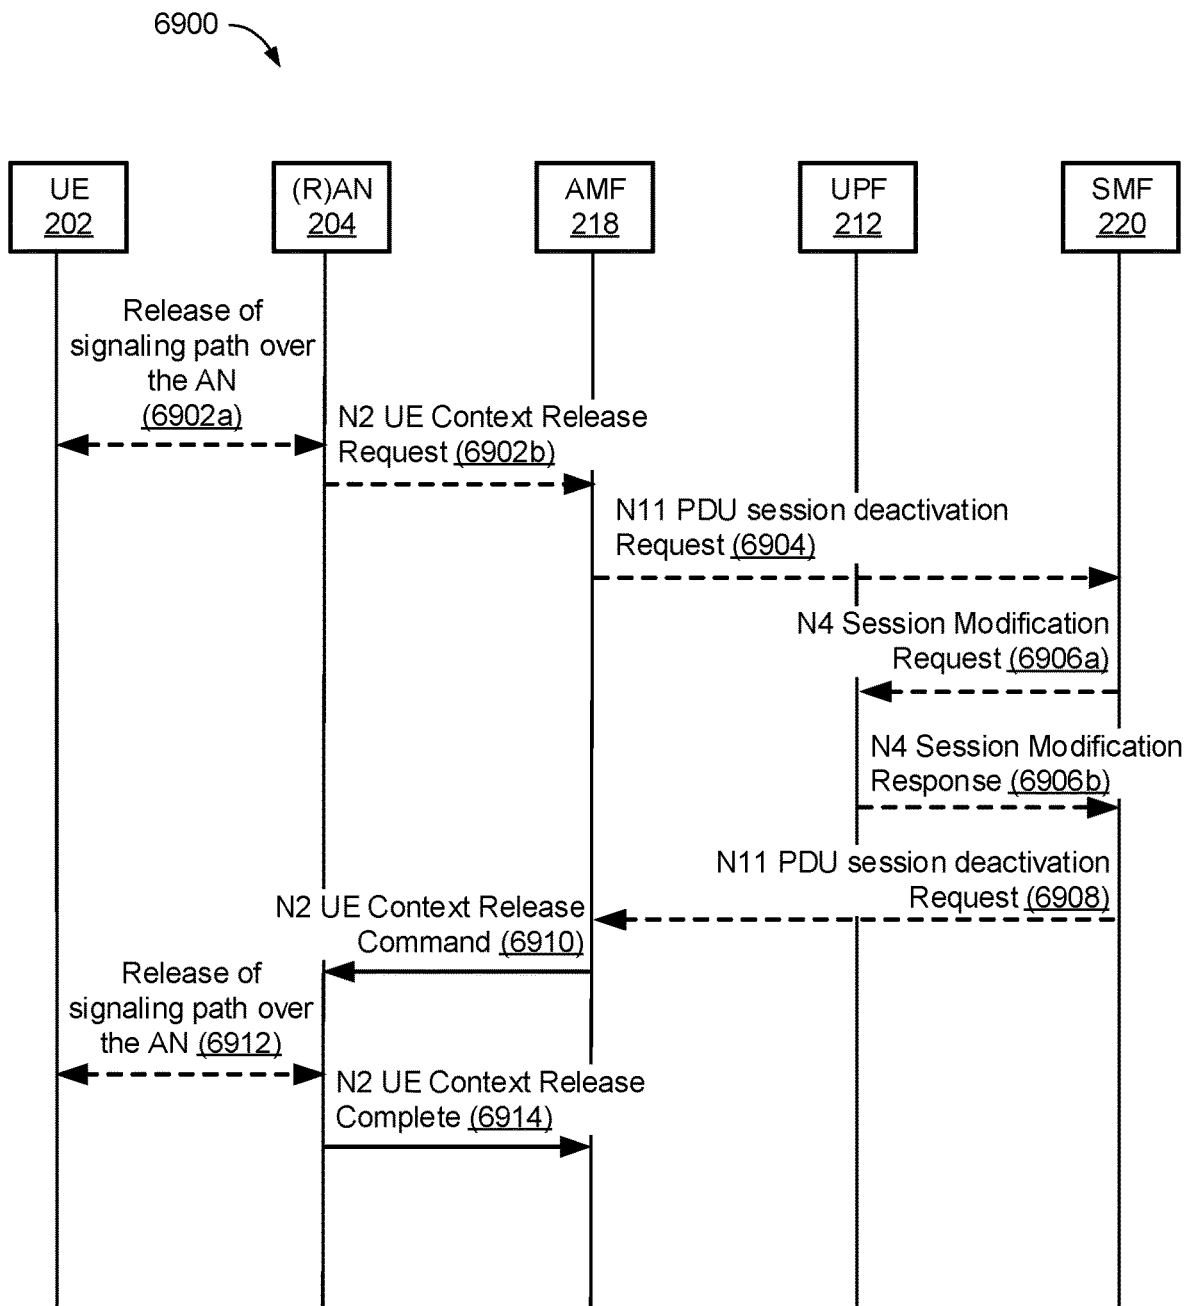 6900
UE
202
(R)AN
204
AMF
218
UPF
212
SMF
220
Release of
signaling path over
the AN
(6902a)
N2 UE Context Release
Request (6902b)
N11 PDU session deactivation
Request (6904)
N4 Session Modification
Request (6906a)
N4 Session Modification
Response (6906b)
N11 PDU session deactivation
Request (6908)
N2 UE Context Release
Command (6910)
Release of
signaling path over
the AN (6912)
N2 UE Context Release
Complete (6914)